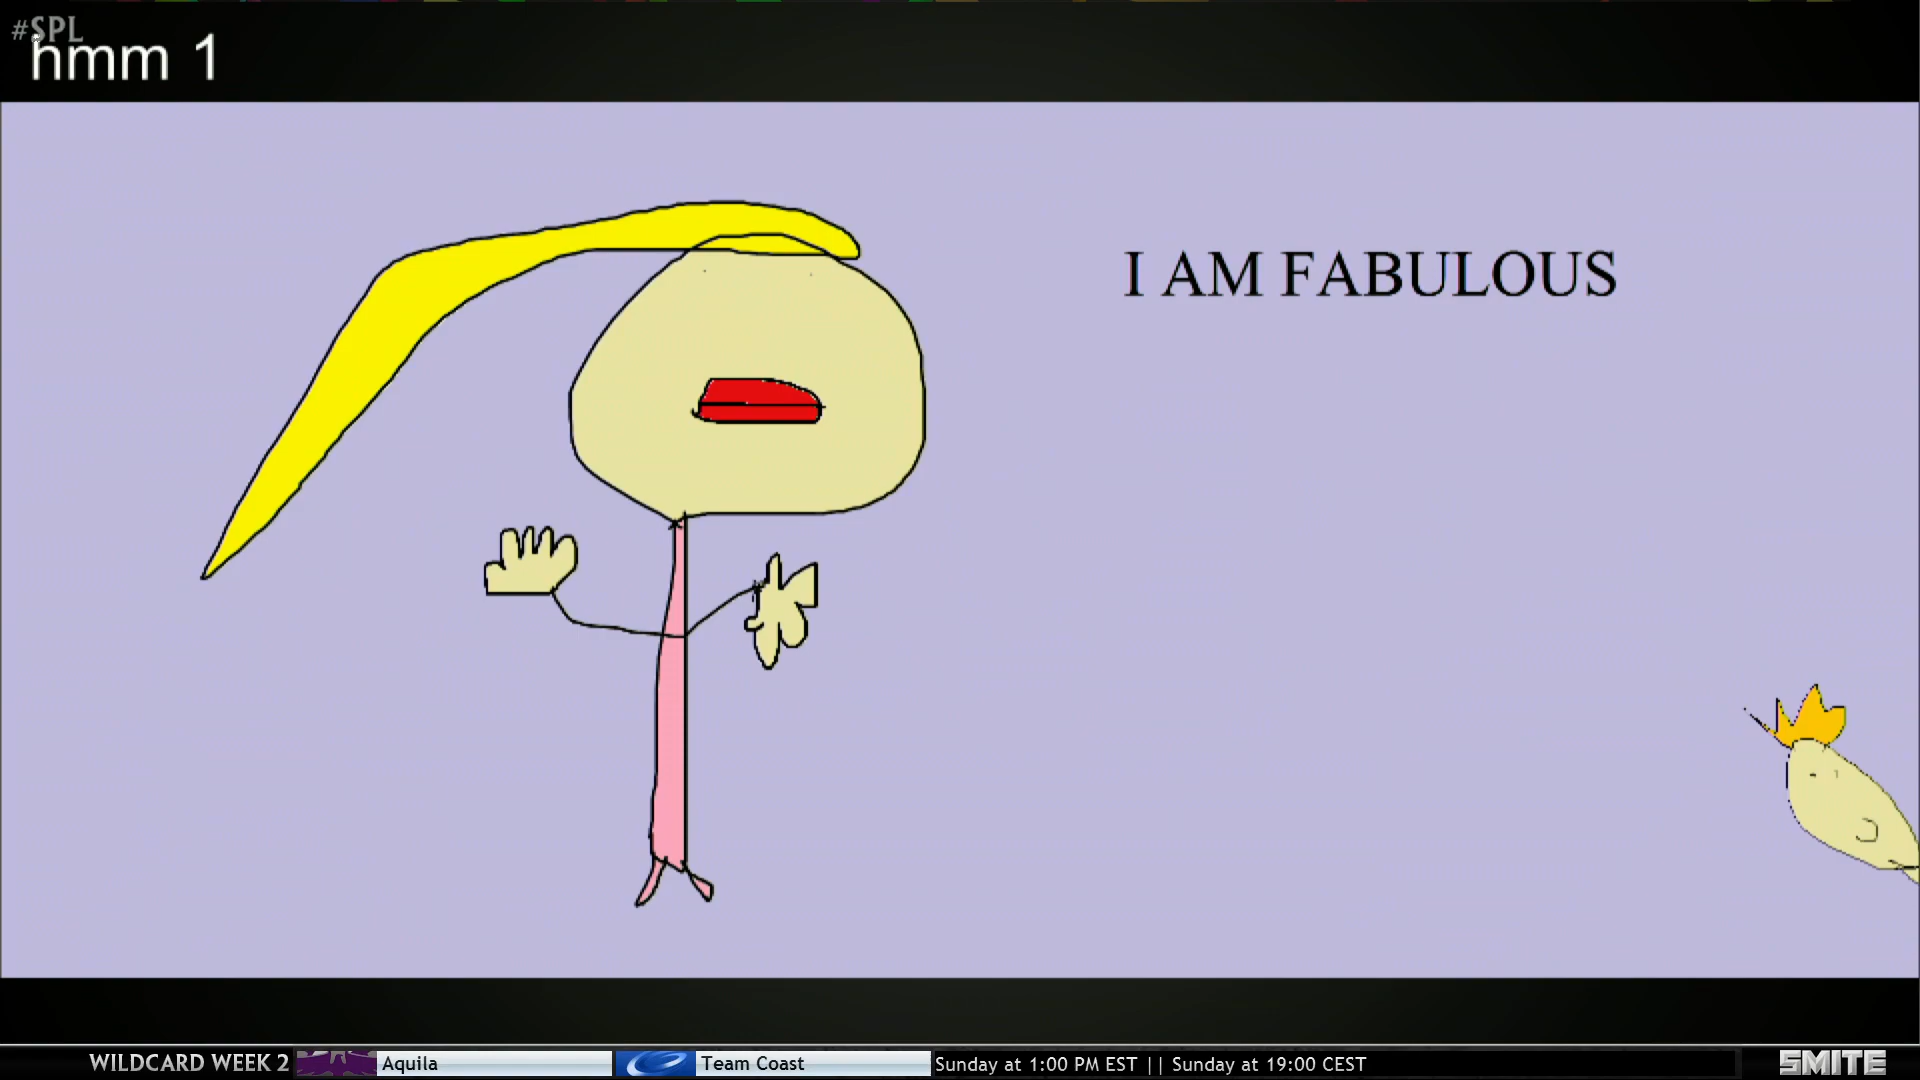 #SPL
hmm 1
I AM FABULOUS
WILDCARD WEEK 2 Aquila Team Coast Sunday at 1:00 PM EST || Sunday at 19:00 CEST SMITE